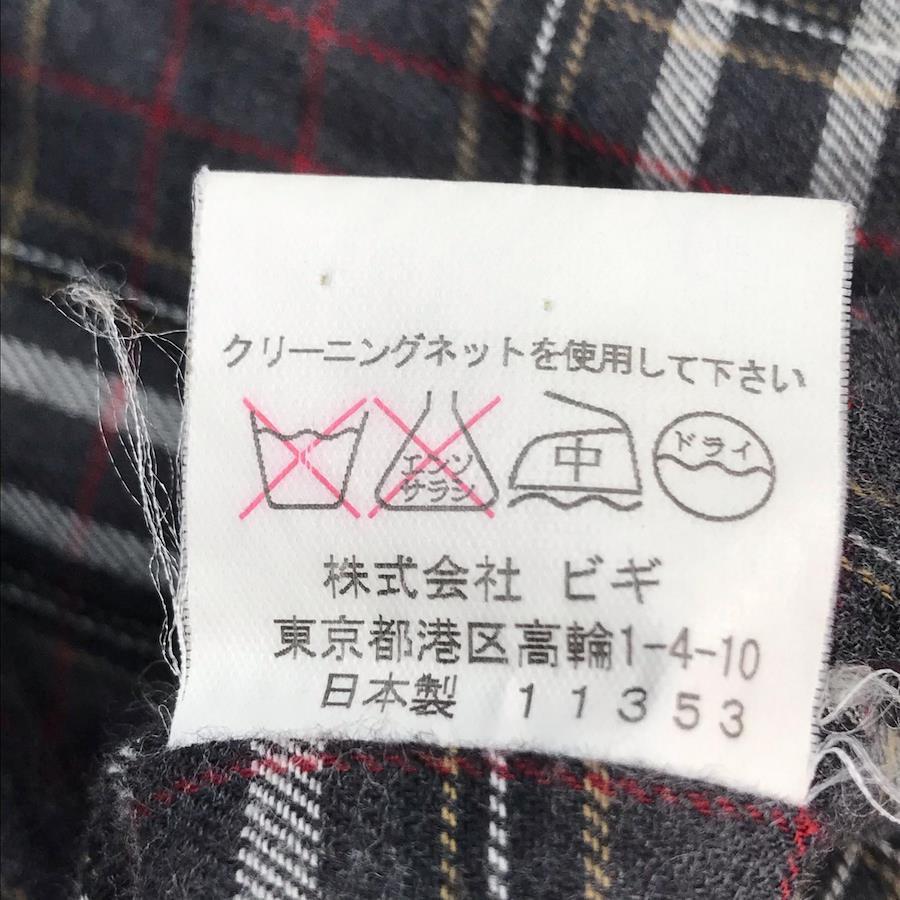 クリーニングネットを使用して下さい
エンソ
サラシ
中
ドライ
株式会社 ビギ
東京都港区高輪1-4-10
日本製 11353